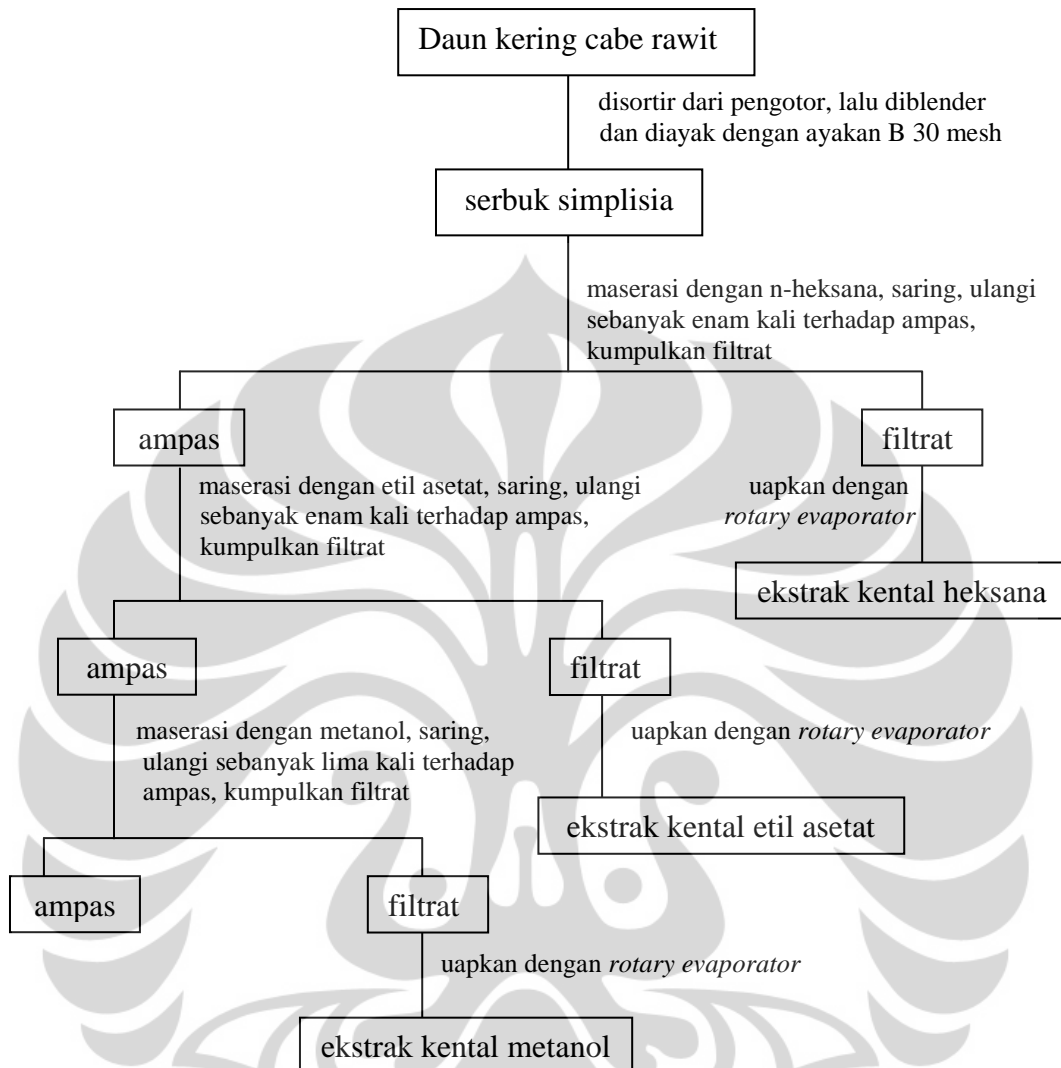 Daun kering cabe rawit
disortir dari pengotor, lalu diblender
dan diayak dengan ayakan B 30 mesh
serbuk simplisia
maserasi dengan n-heksana, saring, ulangi
sebanyak enam kali terhadap ampas,
kumpulkan filtrat
ampas
filtrat
maserasi dengan etil asetat, saring, ulangi
sebanyak enam kali terhadap ampas,
kumpulkan filtrat
uapkan dengan
rotary evaporator
ekstrak kental heksana
ampas
filtrat
maserasi dengan metanol, saring,
ulangi sebanyak lima kali terhadap
ampas, kumpulkan filtrat
uapkan dengan rotary evaporator
ekstrak kental etil asetat
ampas
filtrat
uapkan dengan rotary evaporator
ekstrak kental metanol